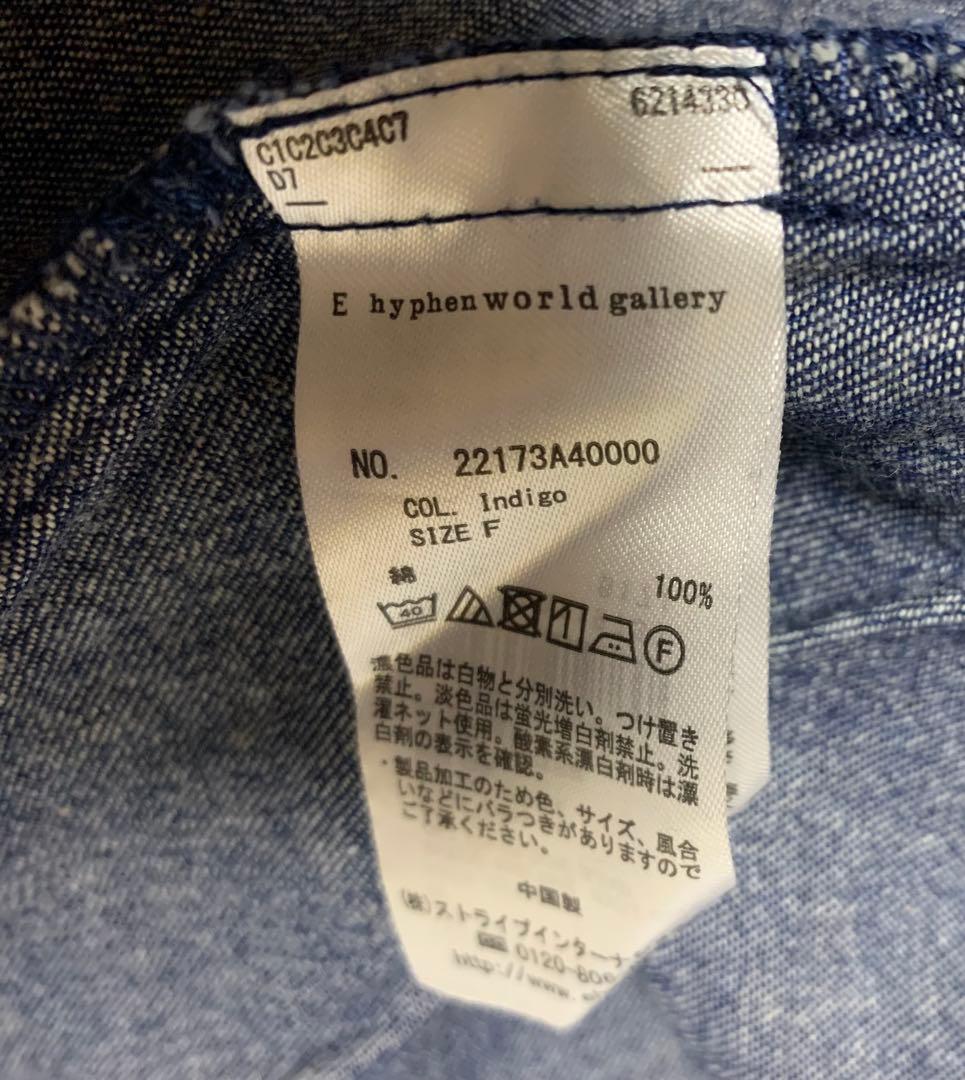 C1C2C3C4C7
6214330
D7
E hyphen world gallery
NO. 22173A40000
COL. Indigo
SIZE F
綿 100%
40
F
濃色品は白物と分別洗い。つけ置き
禁止。淡色品は蛍光増白剤禁止。洗
濯ネット使用。酸素系漂白剤時は漂
白剤の表示を確認。
・製品加工のため色、サイズ、風合
いなどにバラつきがありますので
ご了承ください。
中国製
(株)ストライプインターナ
0120-80
http://www.